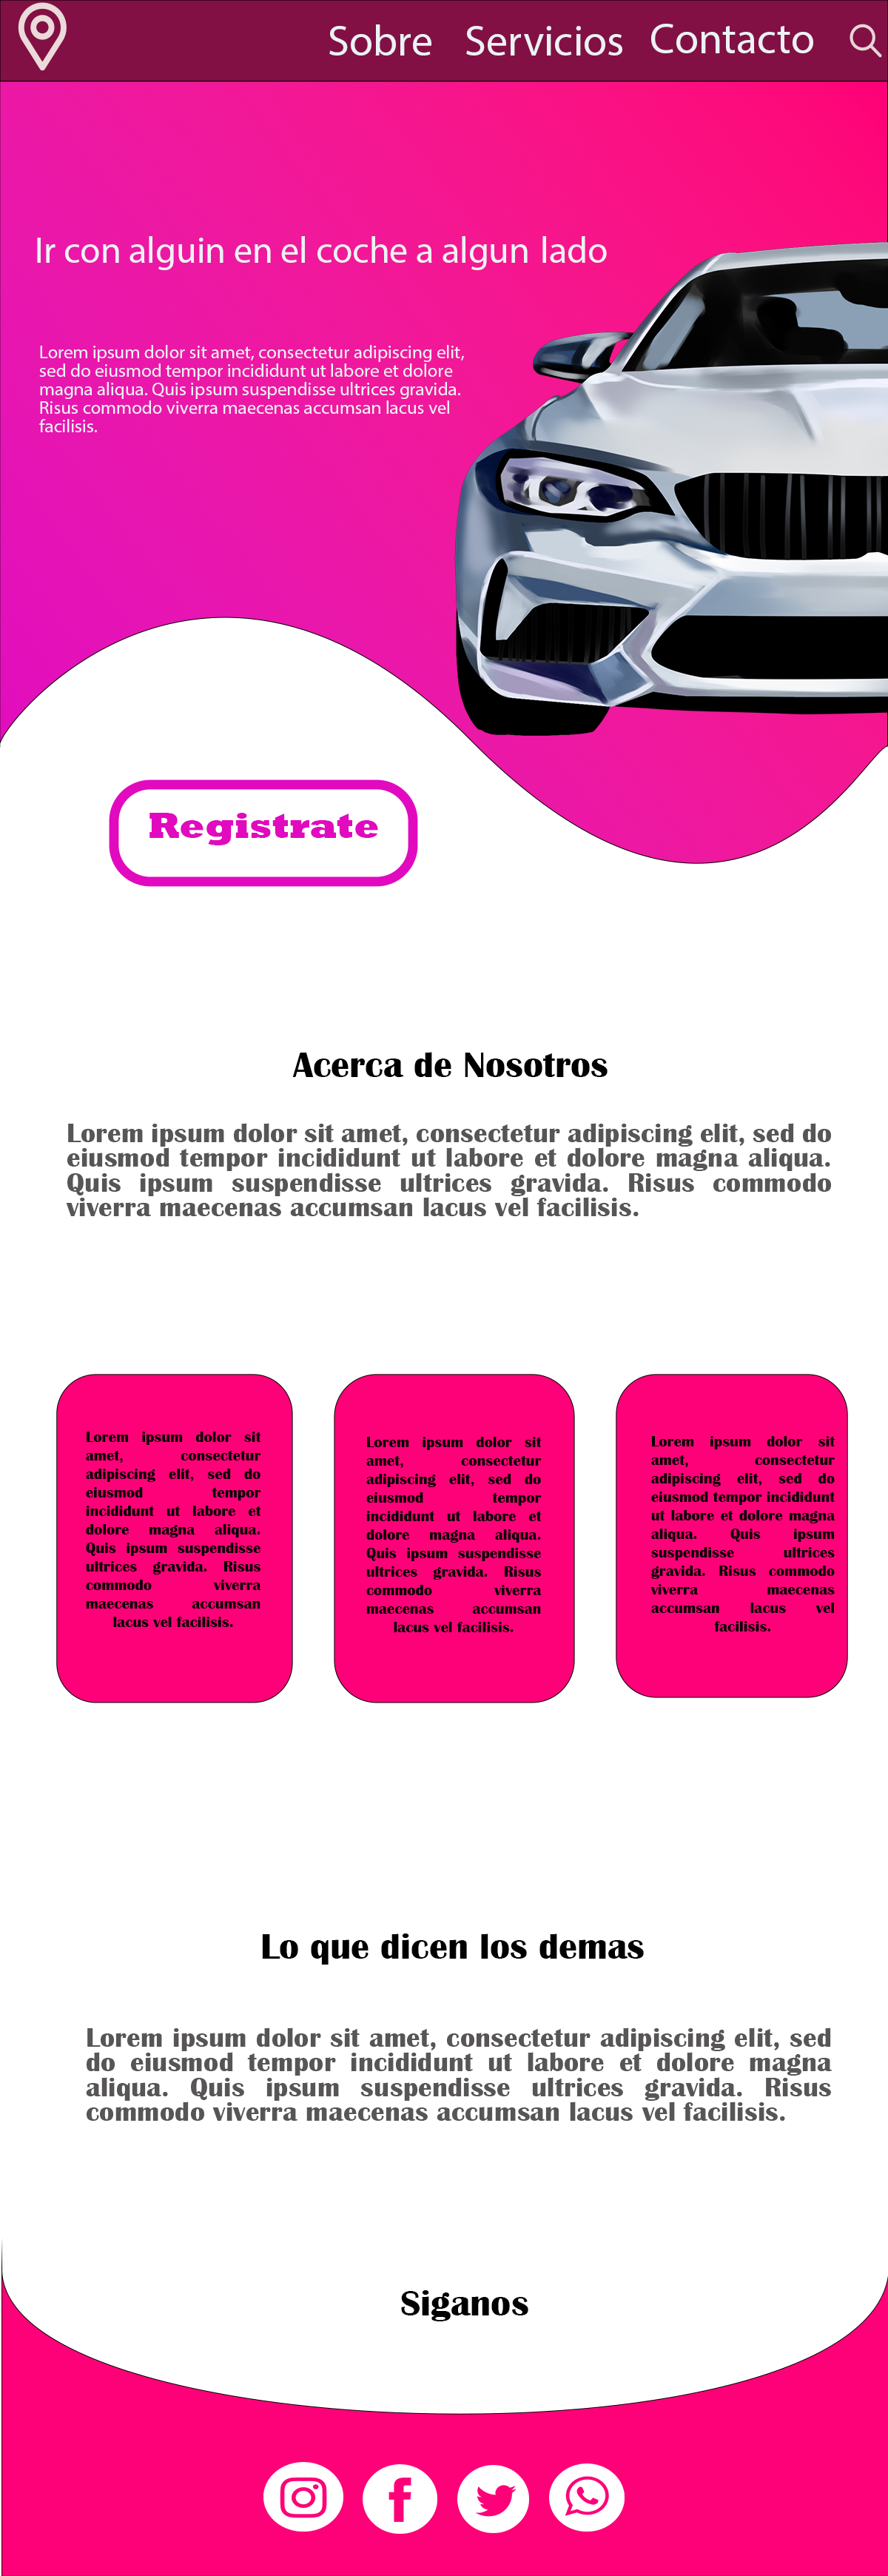 Sobre Servicios Contacto
Ir con alguin en el coche a algun lado
Lorem ipsum dolor sit amet, consectetur adipiscing elit,
sed do eiusmod tempor incididunt ut labore et dolore
magna aliqua. Quis ipsum suspendisse ultrices gravida.
Risus commodo viverra maecenas accumsan lacus vel
facilisis.
Registrate
Acerca de Nosotros
Lorem ipsum dolor sit amet, consectetur adipiscing elit, sed do
eiusmod tempor incididunt ut labore et dolore magna aliqua.
Quis ipsum suspendisse ultrices gravida. Risus commodo
viverra maecenas accumsan lacus vel facilisis.
Lorem ipsum dolor sit
amet, consectetur
adipiscing elit, sed do
eiusmod tempor
incididunt ut labore et
dolore magna aliqua.
Quis ipsum suspendisse
ultrices gravida. Risus
commodo viverra
maecenas accumsan
lacus vel facilisis.
Lorem ipsum dolor sit
amet, consectetur
adipiscing elit, sed do
eiusmod tempor
incididunt ut labore et
dolore magna aliqua.
Quis ipsum suspendisse
ultrices gravida. Risus
commodo viverra
maecenas accumsan
lacus vel facilisis.
Lorem ipsum dolor sit
amet, consectetur
adipiscing elit, sed do
eiusmod tempor incididunt
ut labore et dolore magna
aliqua. Quis ipsum
suspendisse ultrices
gravida. Risus commodo
viverra maecenas
accumsan lacus vel
facilisis.
Lo que dicen los demas
Lorem ipsum dolor sit amet, consectetur adipiscing elit, sed
do eiusmod tempor incididunt ut labore et dolore magna
aliqua. Quis ipsum suspendisse ultrices gravida. Risus
commodo viverra maecenas accumsan lacus vel facilisis.
Siganos